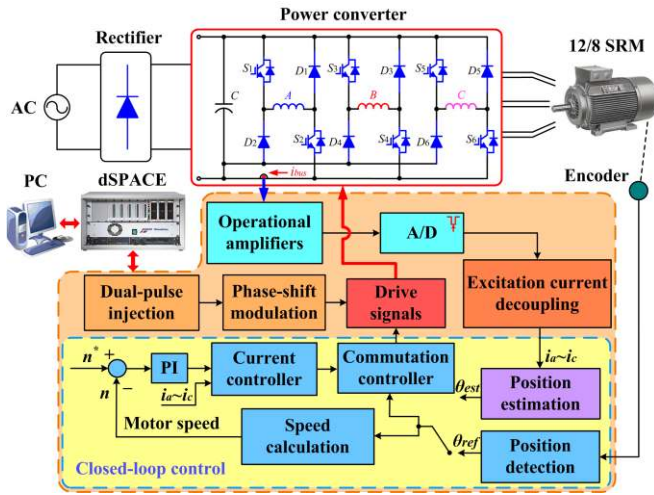 Power converter
Rectifier
12/8 SRM
AC
C
S1
D1
S3
D3
S5
D5
A
B
C
D2
S2
D4
S4
D6
S6
ibus
Encoder
PC
dSPACE
Operational
amplifiers
A/D
Dual-pulse
injection
Phase-shift
modulation
Drive
signals
Excitation current
decoupling
n* +
PI
Current
controller
Commutation
controller
ia~ic
θest
Position
estimation
n −
ia~ic
Motor speed
Speed
calculation
θref
Position
detection
Closed-loop control